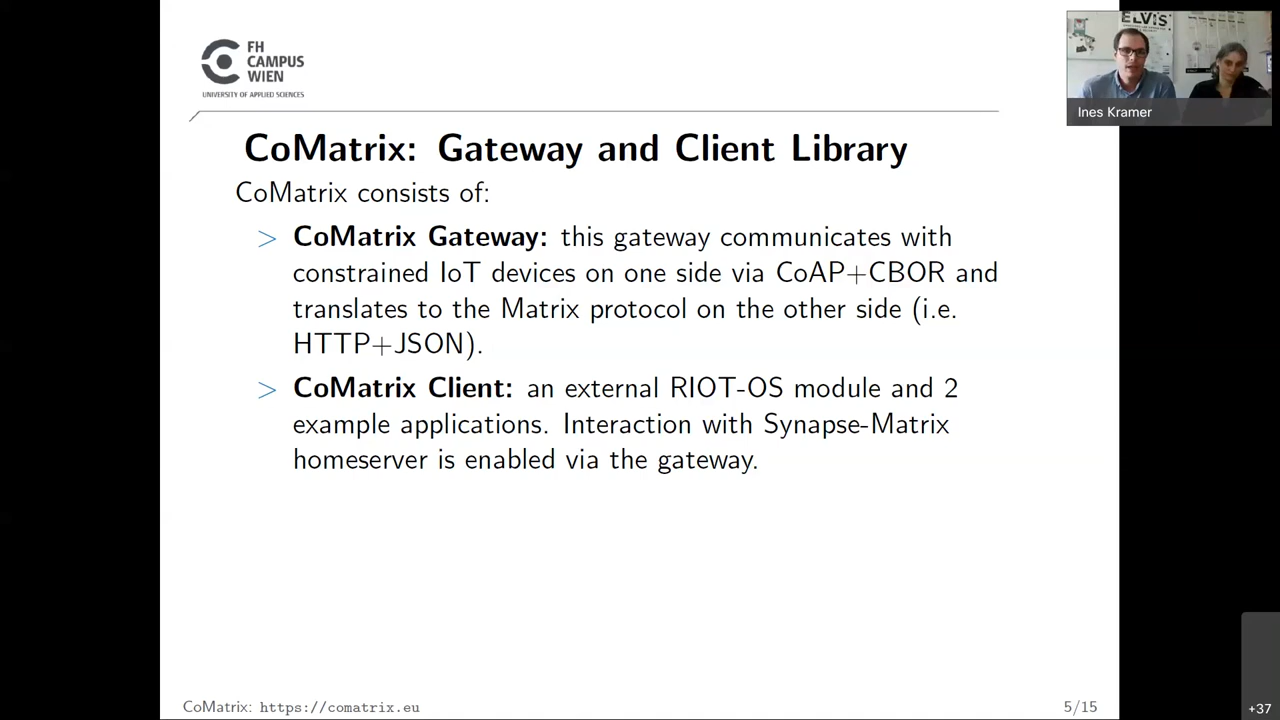 FH
CAMPUS
WIEN
UNIVERSITY OF APPLIED SCIENCES
ELVIS
Ines Kramer
CoMatrix: Gateway and Client Library
CoMatrix consists of:
> CoMatrix Gateway: this gateway communicates with
constrained IoT devices on one side via CoAP+CBOR and
translates to the Matrix protocol on the other side (i.e.
HTTP+JSON).
> CoMatrix Client: an external RIOT-OS module and 2
example applications. Interaction with Synapse-Matrix
homeserver is enabled via the gateway.
CoMatrix: https://comatrix.eu
5/15
+37